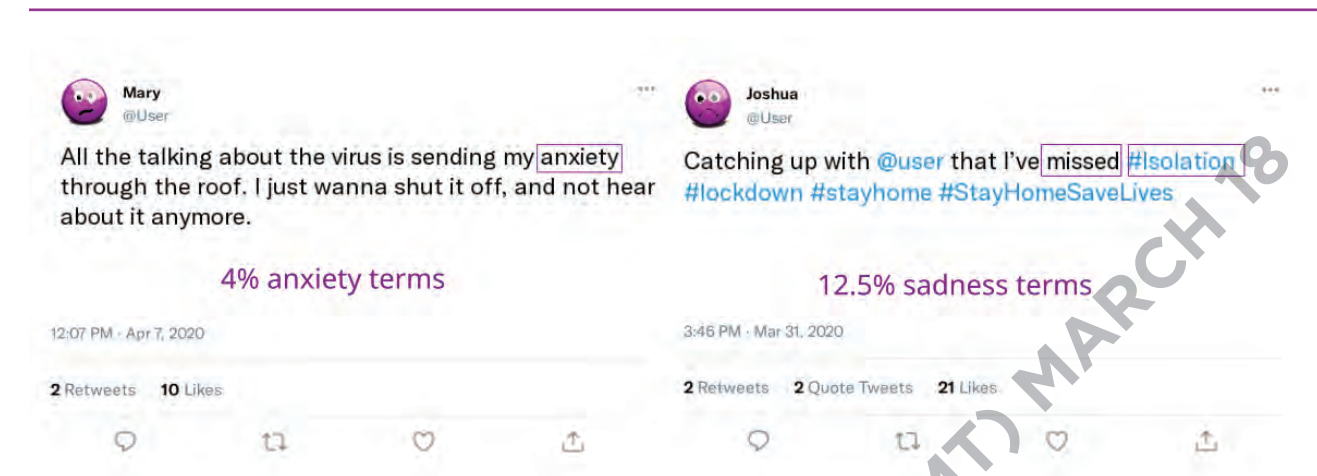 Mary
@User
All the talking about the virus is sending my anxiety
through the roof. I just wanna shut it off, and not hear
about it anymore.
4% anxiety terms
12:07 PM · Apr 7, 2020
2 Retweets 10 Likes
Joshua
@User
Catching up with @user that I've missed #Isolation
#lockdown #stayhome #StayHomeSaveLives
12.5% sadness terms
3:46 PM · Mar 31, 2020
2 Retweets 2 Quote Tweets 21 Likes
MARCH 18